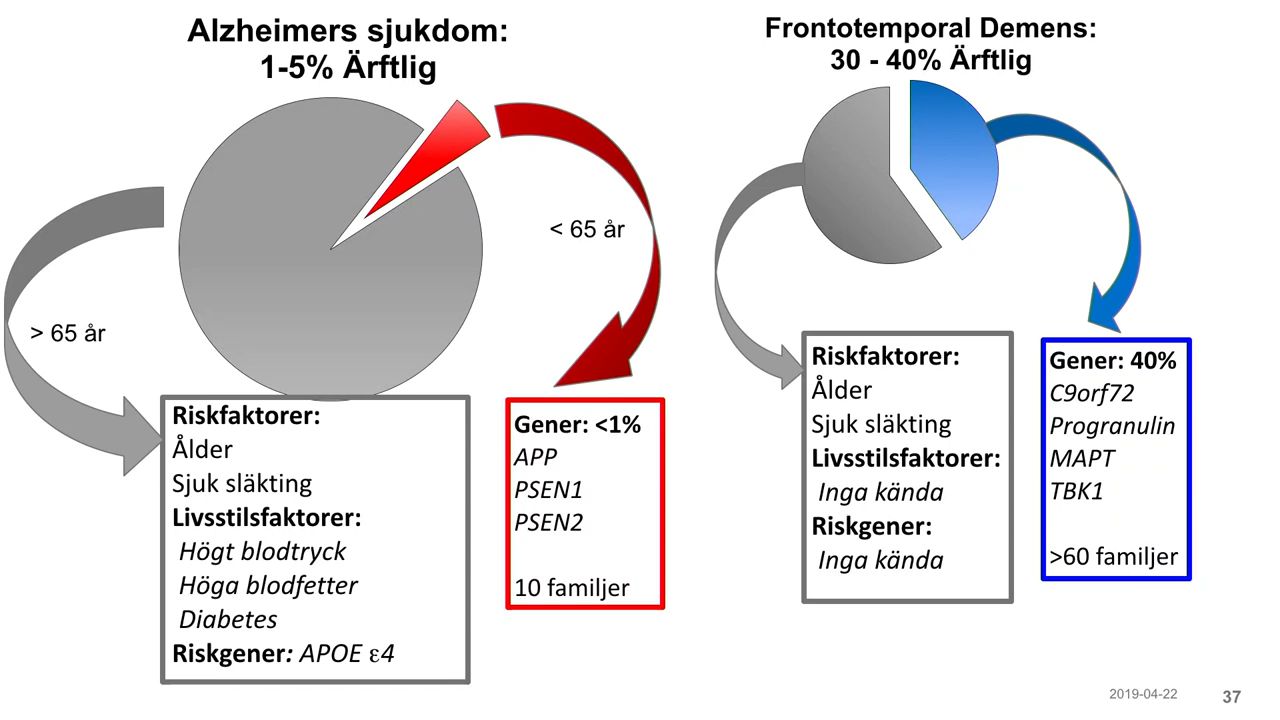 Alzheimers sjukdom:
1-5% Ärftlig
< 65 år
> 65 år
Riskfaktorer:
Ålder
Sjuk släkting
Livsstilsfaktorer:
Högt blodtryck
Höga blodfetter
Diabetes
Riskgener: APOE ε4
Gener: <1%
APP
PSEN1
PSEN2
10 familjer
Frontotemporal Demens:
30 - 40% Ärftlig
Riskfaktorer:
Ålder
Sjuk släkting
Livsstilsfaktorer:
Inga kända
Riskgener:
Inga kända
Gener: 40%
C9orf72
Progranulin
MAPT
TBK1
>60 familjer
2019-04-22
37